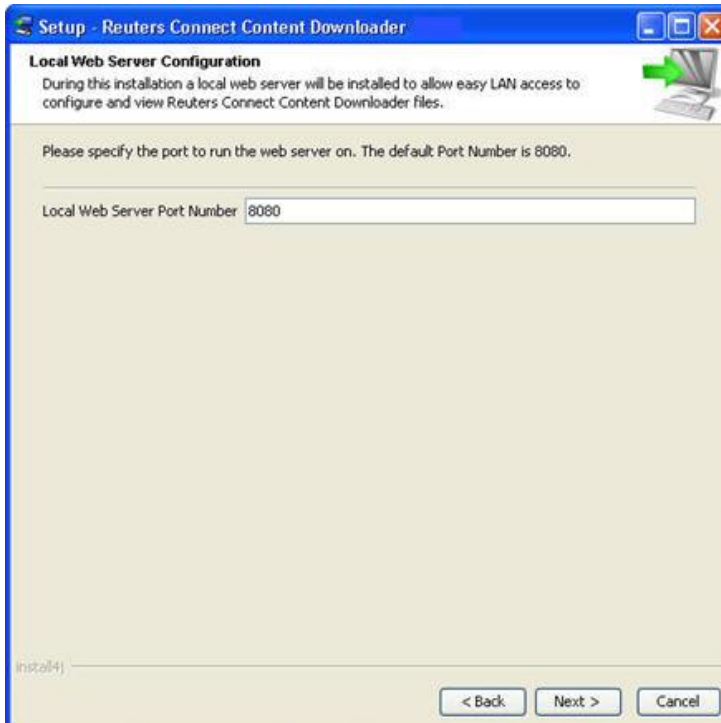 Setup - Reuters Connect Content Downloader
Local Web Server Configuration
During this installation a local web server will be installed to allow easy LAN access to
configure and view Reuters Connect Content Downloader files.
Please specify the port to run the web server on. The default Port Number is 8080.
Local Web Server Port Number 8080
install4j
< Back Next > Cancel